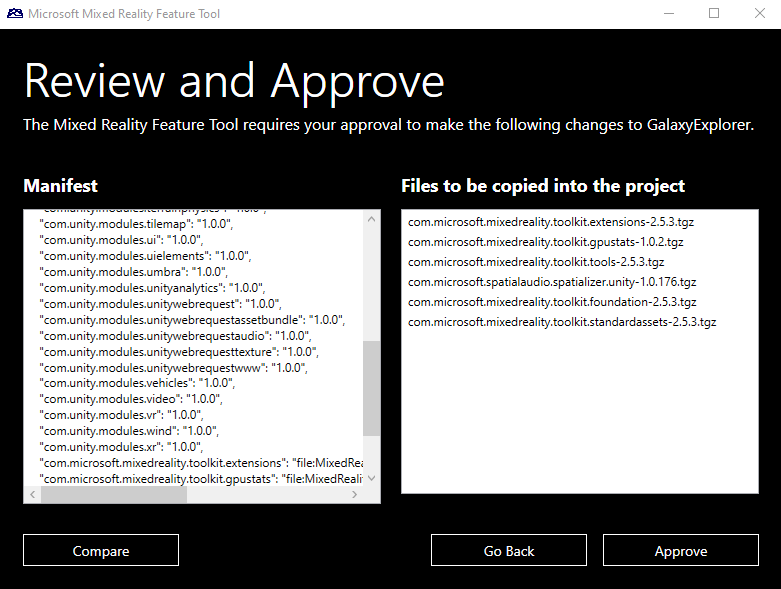 Microsoft Mixed Reality Feature Tool
Review and Approve
The Mixed Reality Feature Tool requires your approval to make the following changes to GalaxyExplorer.
Manifest
"com.unity.modules.tilemap": "1.0.0",
"com.unity.modules.ui": "1.0.0",
"com.unity.modules.uielements": "1.0.0",
"com.unity.modules.umbra": "1.0.0",
"com.unity.modules.unityanalytics": "1.0.0",
"com.unity.modules.unitywebrequest": "1.0.0",
"com.unity.modules.unitywebrequestassetbundle": "1.0.0",
"com.unity.modules.unitywebrequestaudio": "1.0.0",
"com.unity.modules.unitywebrequesttexture": "1.0.0",
"com.unity.modules.unitywebrequestwww": "1.0.0",
"com.unity.modules.vehicles": "1.0.0",
"com.unity.modules.video": "1.0.0",
"com.unity.modules.vr": "1.0.0",
"com.unity.modules.wind": "1.0.0",
"com.unity.modules.xr": "1.0.0",
"com.microsoft.mixedreality.toolkit.extensions": "file:MixedRea
"com.microsoft.mixedreality.toolkit.gpustats": "file:MixedReali
Files to be copied into the project
com.microsoft.mixedreality.toolkit.extensions-2.5.3.tgz
com.microsoft.mixedreality.toolkit.gpustats-1.0.2.tgz
com.microsoft.mixedreality.toolkit.tools-2.5.3.tgz
com.microsoft.spatialaudio.spatializer.unity-1.0.176.tgz
com.microsoft.mixedreality.toolkit.foundation-2.5.3.tgz
com.microsoft.mixedreality.toolkit.standardassets-2.5.3.tgz
Compare
Go Back
Approve